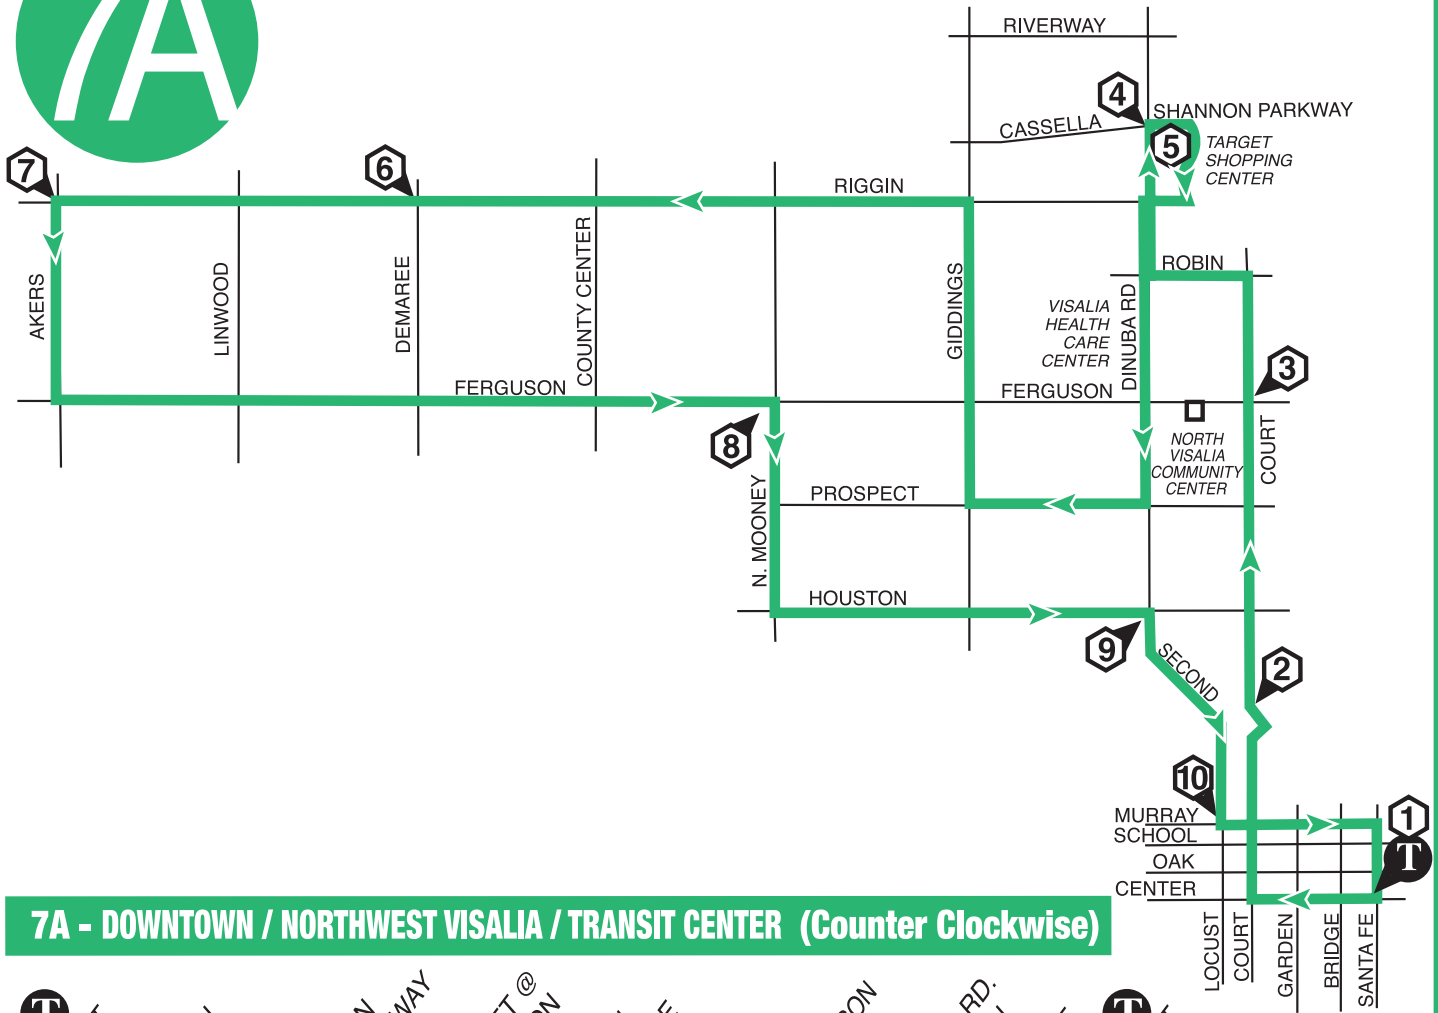 7A
RIVERWAY
4
SHANNON PARKWAY
CASSELLA
5
TARGET
SHOPPING
CENTER
7
6
RIGGIN
ROBIN
AKERS
LINWOOD
DEMAREE
COUNTY CENTER
GIDDINGS
VISALIA
HEALTH
CARE
CENTER
DINUBA RD
3
FERGUSON
FERGUSON
8
NORTH
VISALIA
COMMUNITY
CENTER
COURT
PROSPECT
N. MOONEY
HOUSTON
9
SECOND
2
10
MURRAY
SCHOOL
OAK
CENTER
1
T
LOCUST
COURT
GARDEN
BRIDGE
SANTA FE
7A - DOWNTOWN / NORTHWEST VISALIA / TRANSIT CENTER (Counter Clockwise)
T
@
RD.
T